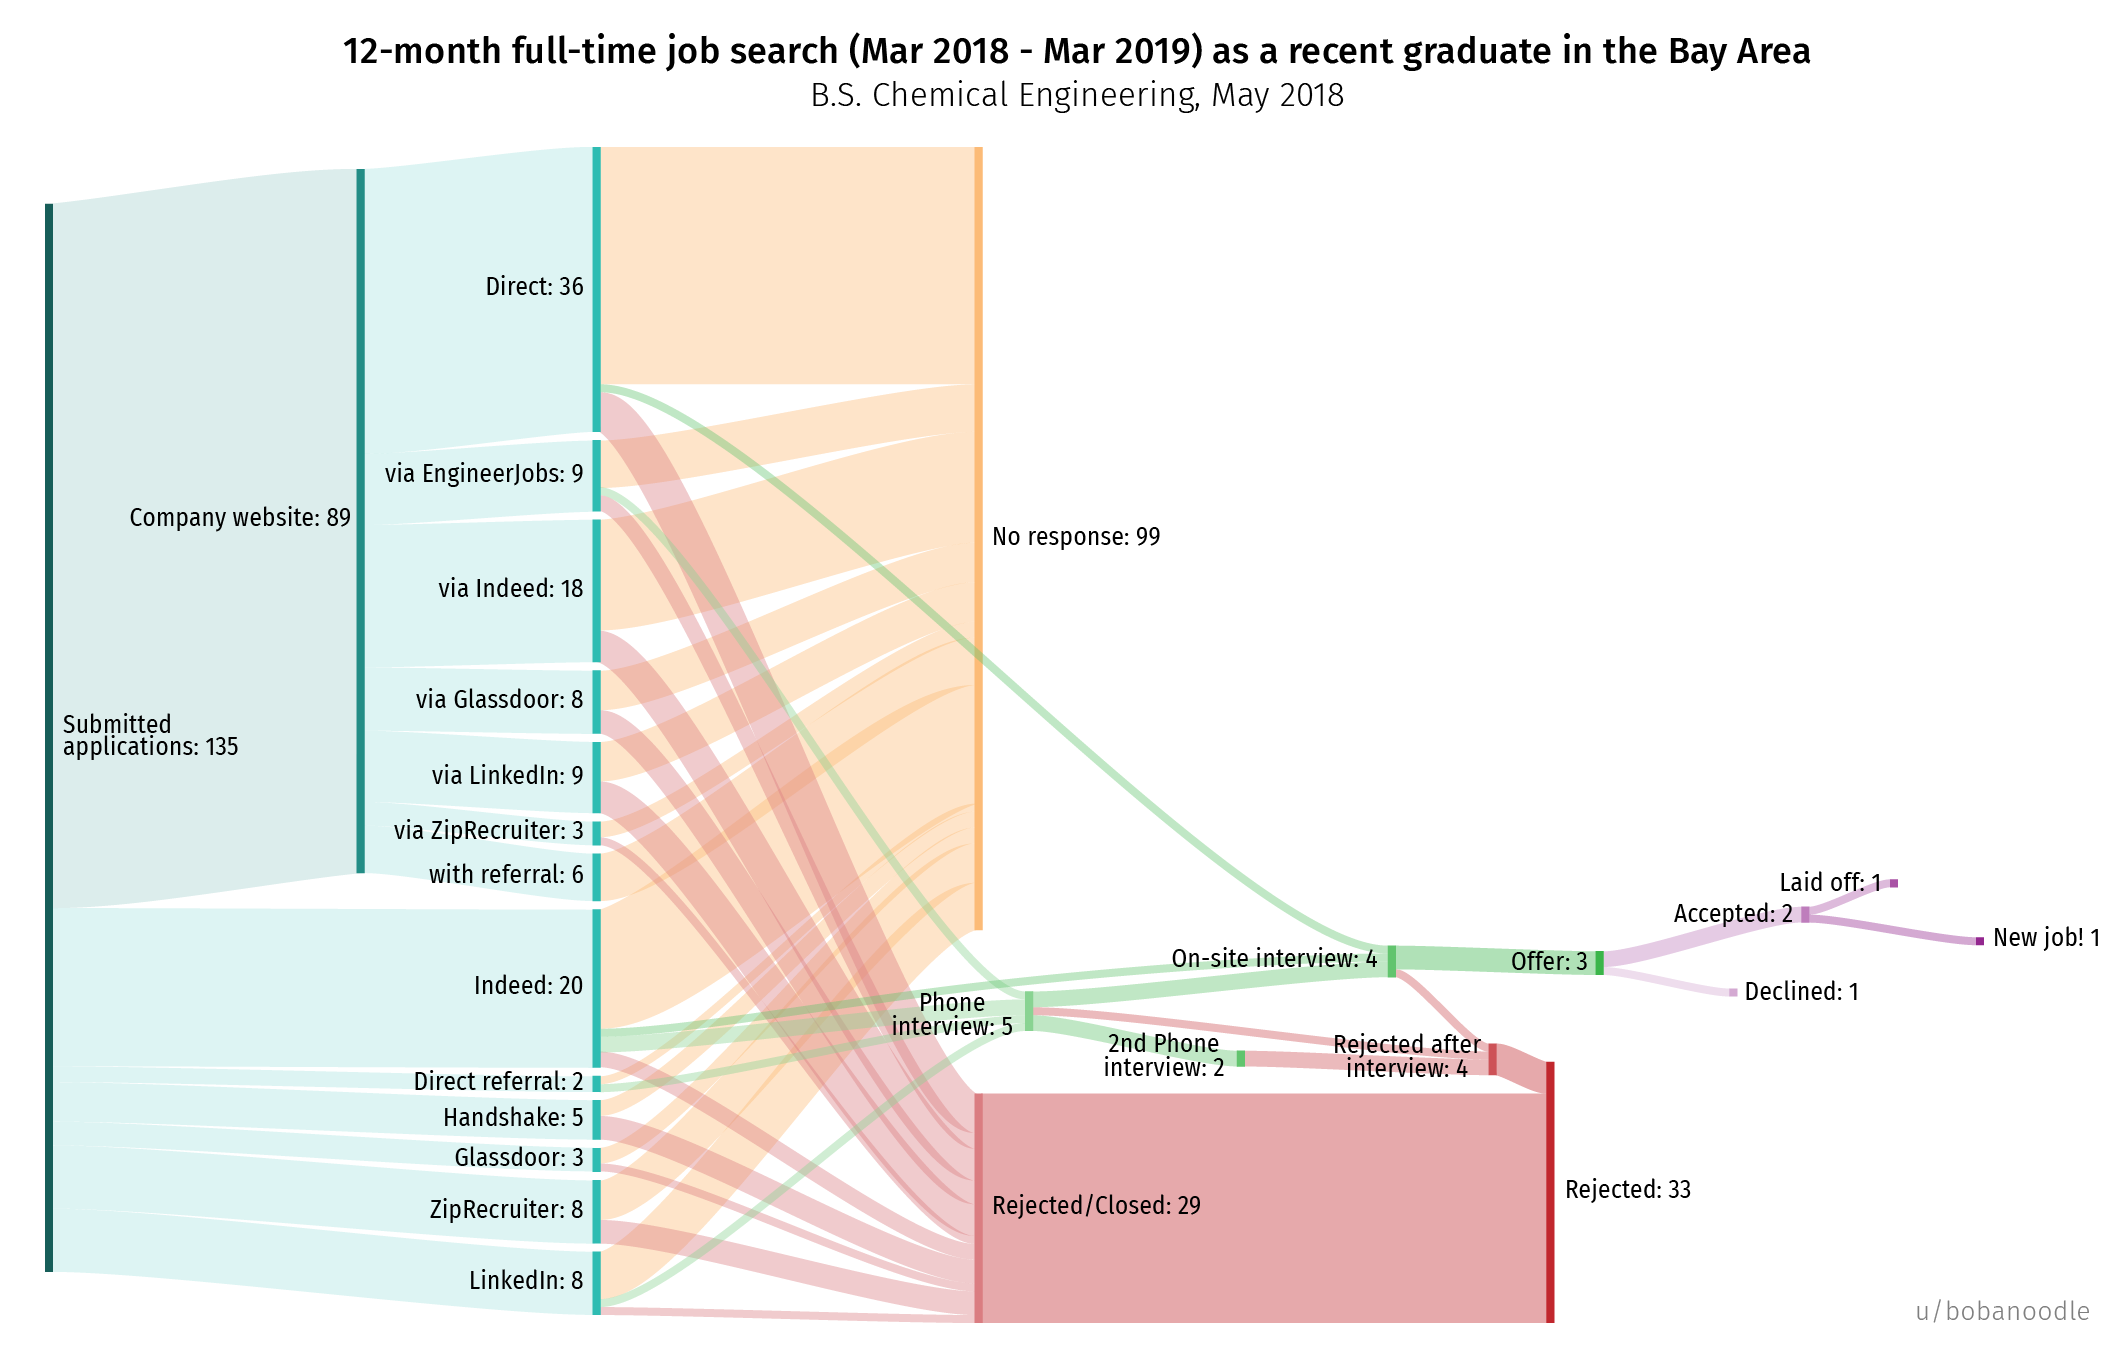 12-month full-time job search (Mar 2018 - Mar 2019) as a recent graduate in the Bay Area
B.S. Chemical Engineering, May 2018
Submitted
applications: 135
Company website: 89
Direct: 36
via EngineerJobs: 9
via Indeed: 18
via Glassdoor: 8
via LinkedIn: 9
via ZipRecruiter: 3
with referral: 6
Indeed: 20
Direct referral: 2
Handshake: 5
Glassdoor: 3
ZipRecruiter: 8
LinkedIn: 8
No response: 99
Phone
interview: 5
Rejected/Closed: 29
2nd Phone
interview: 2
On-site interview: 4
Rejected after
interview: 4
Rejected: 33
Offer: 3
Accepted: 2
Declined: 1
Laid off: 1
New job! 1
u/bobanoodle